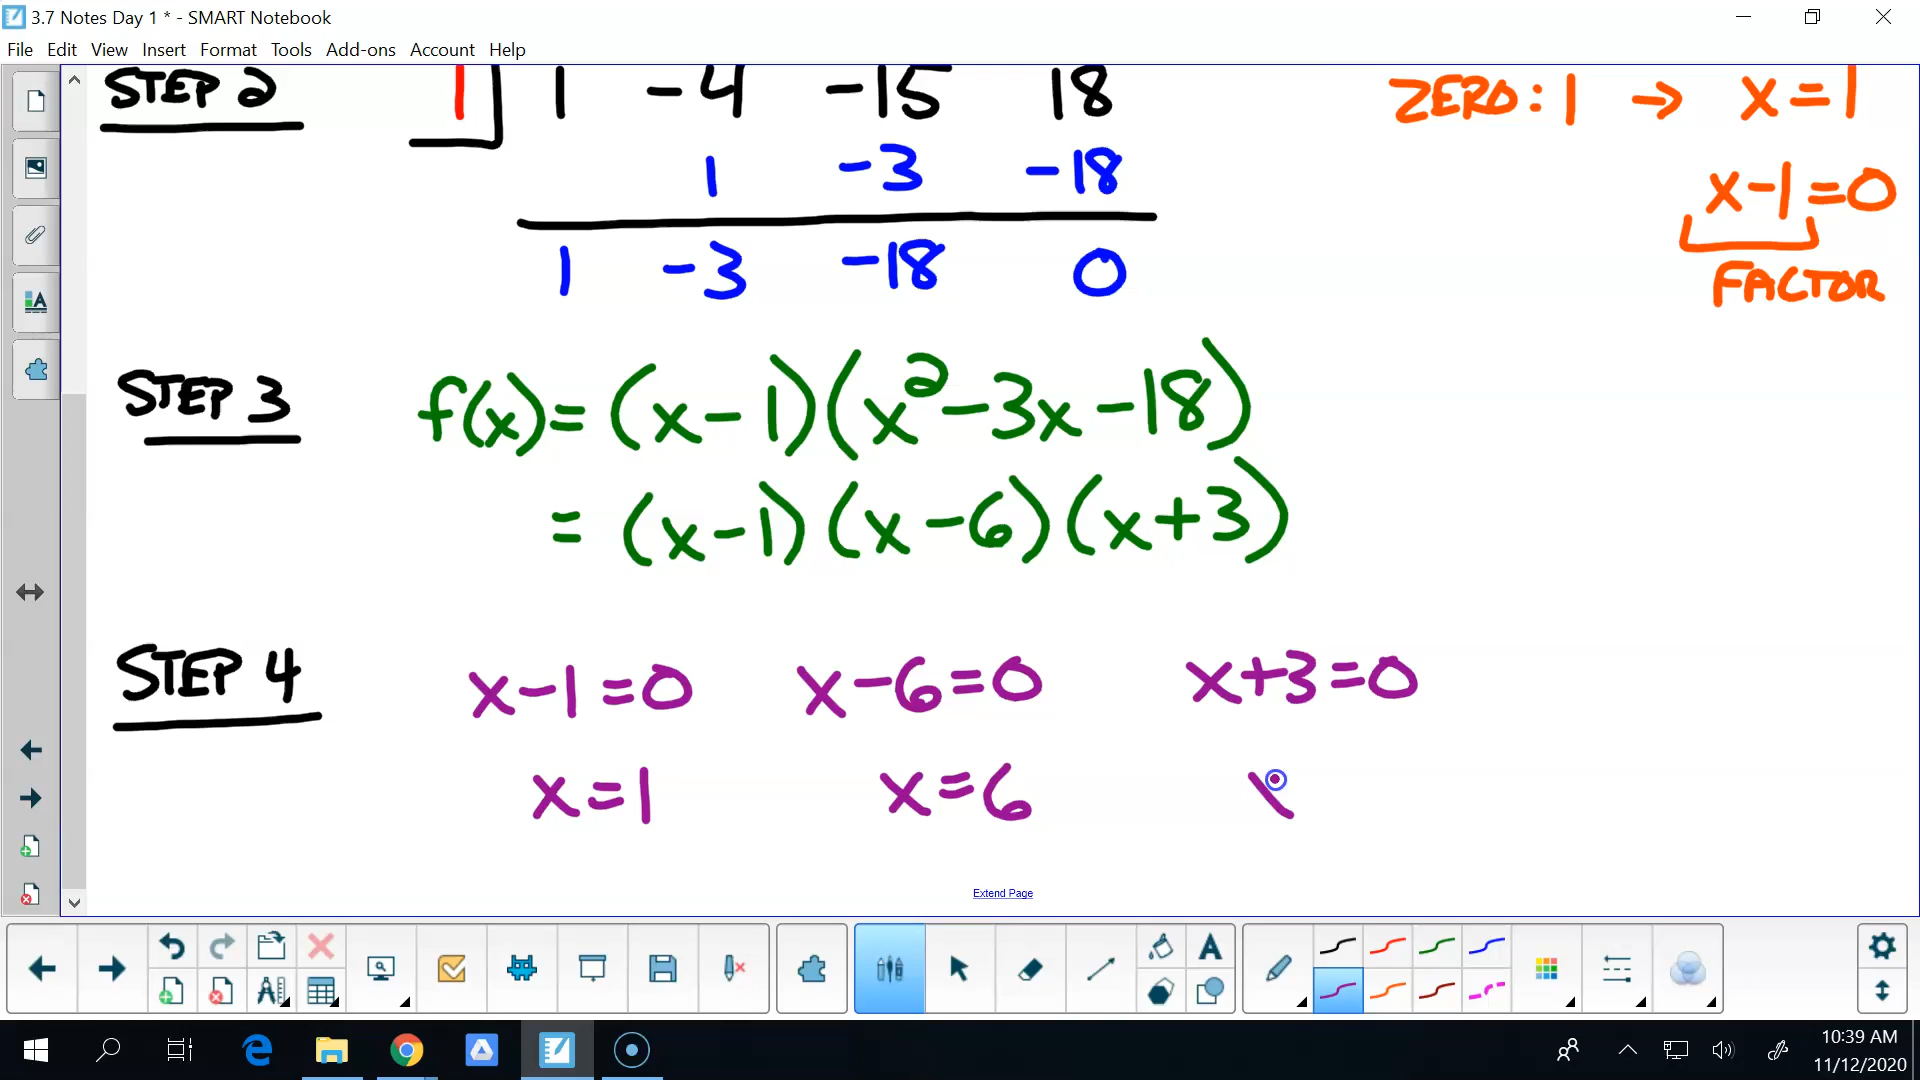 3.7 Notes Day 1 * - SMART Notebook
File Edit View Insert Format Tools Add-ons Account Help
STEP 2
1 1 -4 -15 18
1 -3 -18
1 -3 -18 0
ZERO: 1 → x = 1
x-1=0
FACTOR
STEP 3
f(x) = (x-1)(x²-3x-18)
= (x-1)(x-6)(x+3)
STEP 4
x-1=0 x-6=0 x+3=0
x=1 x=6
Extend Page
10:39 AM
11/12/2020